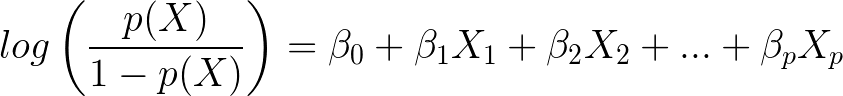 log(p(X)/(1 − p(X))) = β₀ + β₁X₁ + β₂X₂ + ... + βₚXₚ